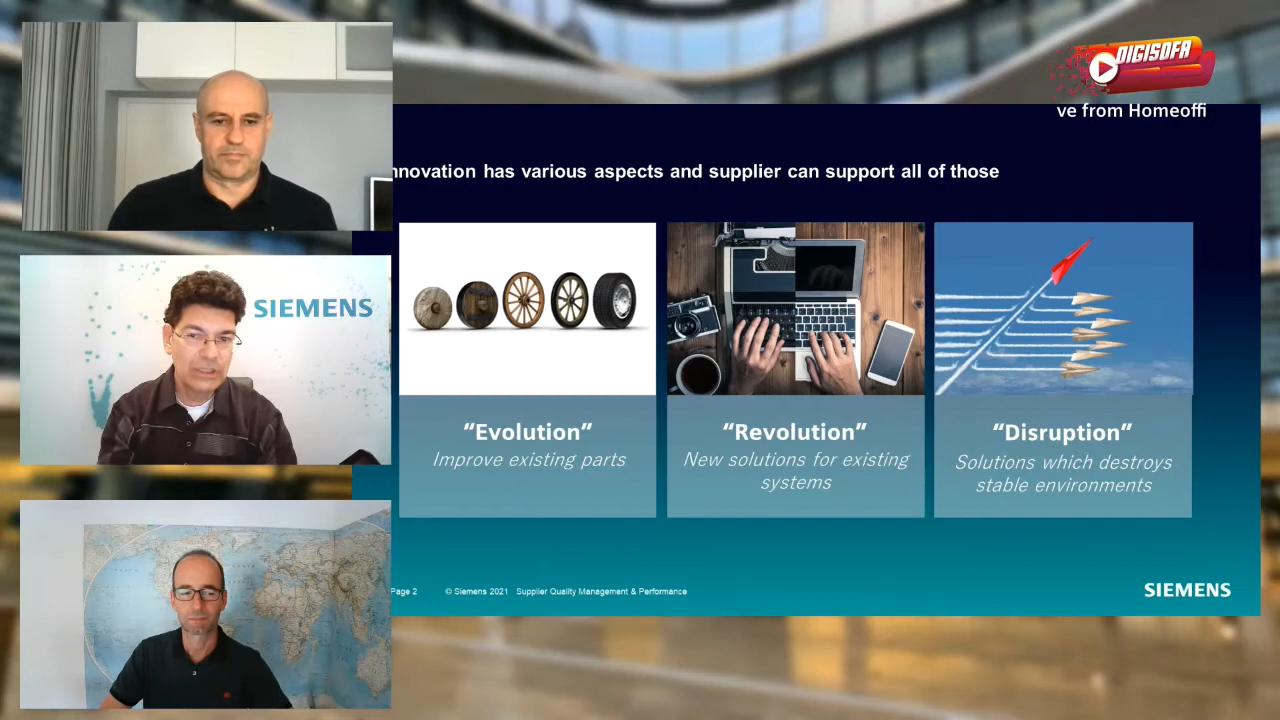 DIGISOFA
ve from Homeoffi
SIEMENS
nnovation has various aspects and supplier can support all of those
“Evolution”
Improve existing parts
“Revolution”
New solutions for existing
systems
“Disruption”
Solutions which destroys
stable environments
Page 2
© Siemens 2021
Supplier Quality Management & Performance
SIEMENS